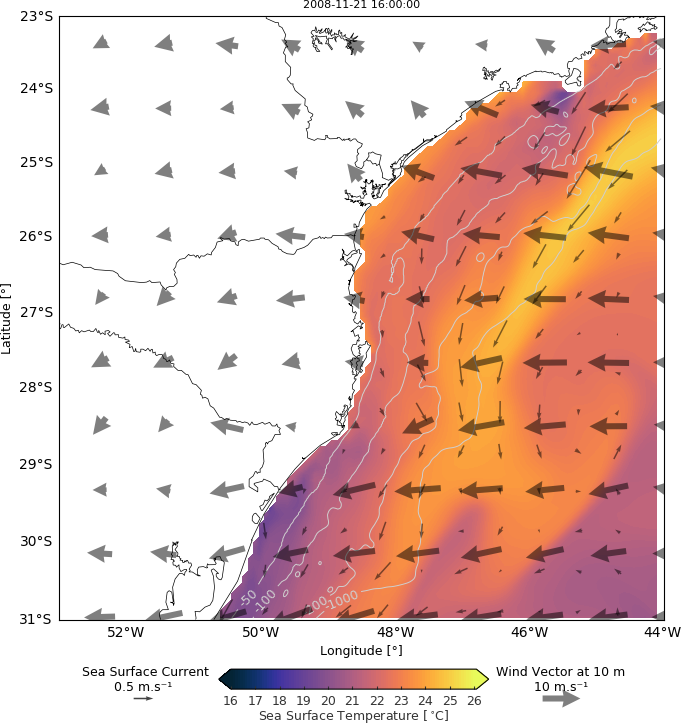 2008-11-21 16:00:00
23°S
24°S
25°S
26°S
27°S
28°S
29°S
30°S
31°S
Latitude [°]
-50
-100
-1000
52°W
50°W
48°W
46°W
44°W
Longitude [°]
Sea Surface Current
0.5 m.s⁻¹
16 17 18 19 20 21 22 23 24 25 26
Sea Surface Temperature [°C]
Wind Vector at 10 m
10 m.s⁻¹